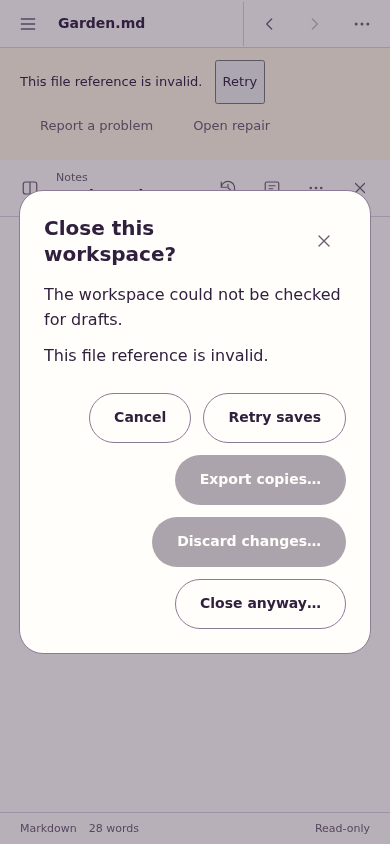 Garden.md
This file reference is invalid. Retry
Report a problem Open repair
Notes
Close this
workspace?
The workspace could not be checked
for drafts.
This file reference is invalid.
Cancel Retry saves
Export copies…
Discard changes…
Close anyway…
Markdown 28 words Read-only